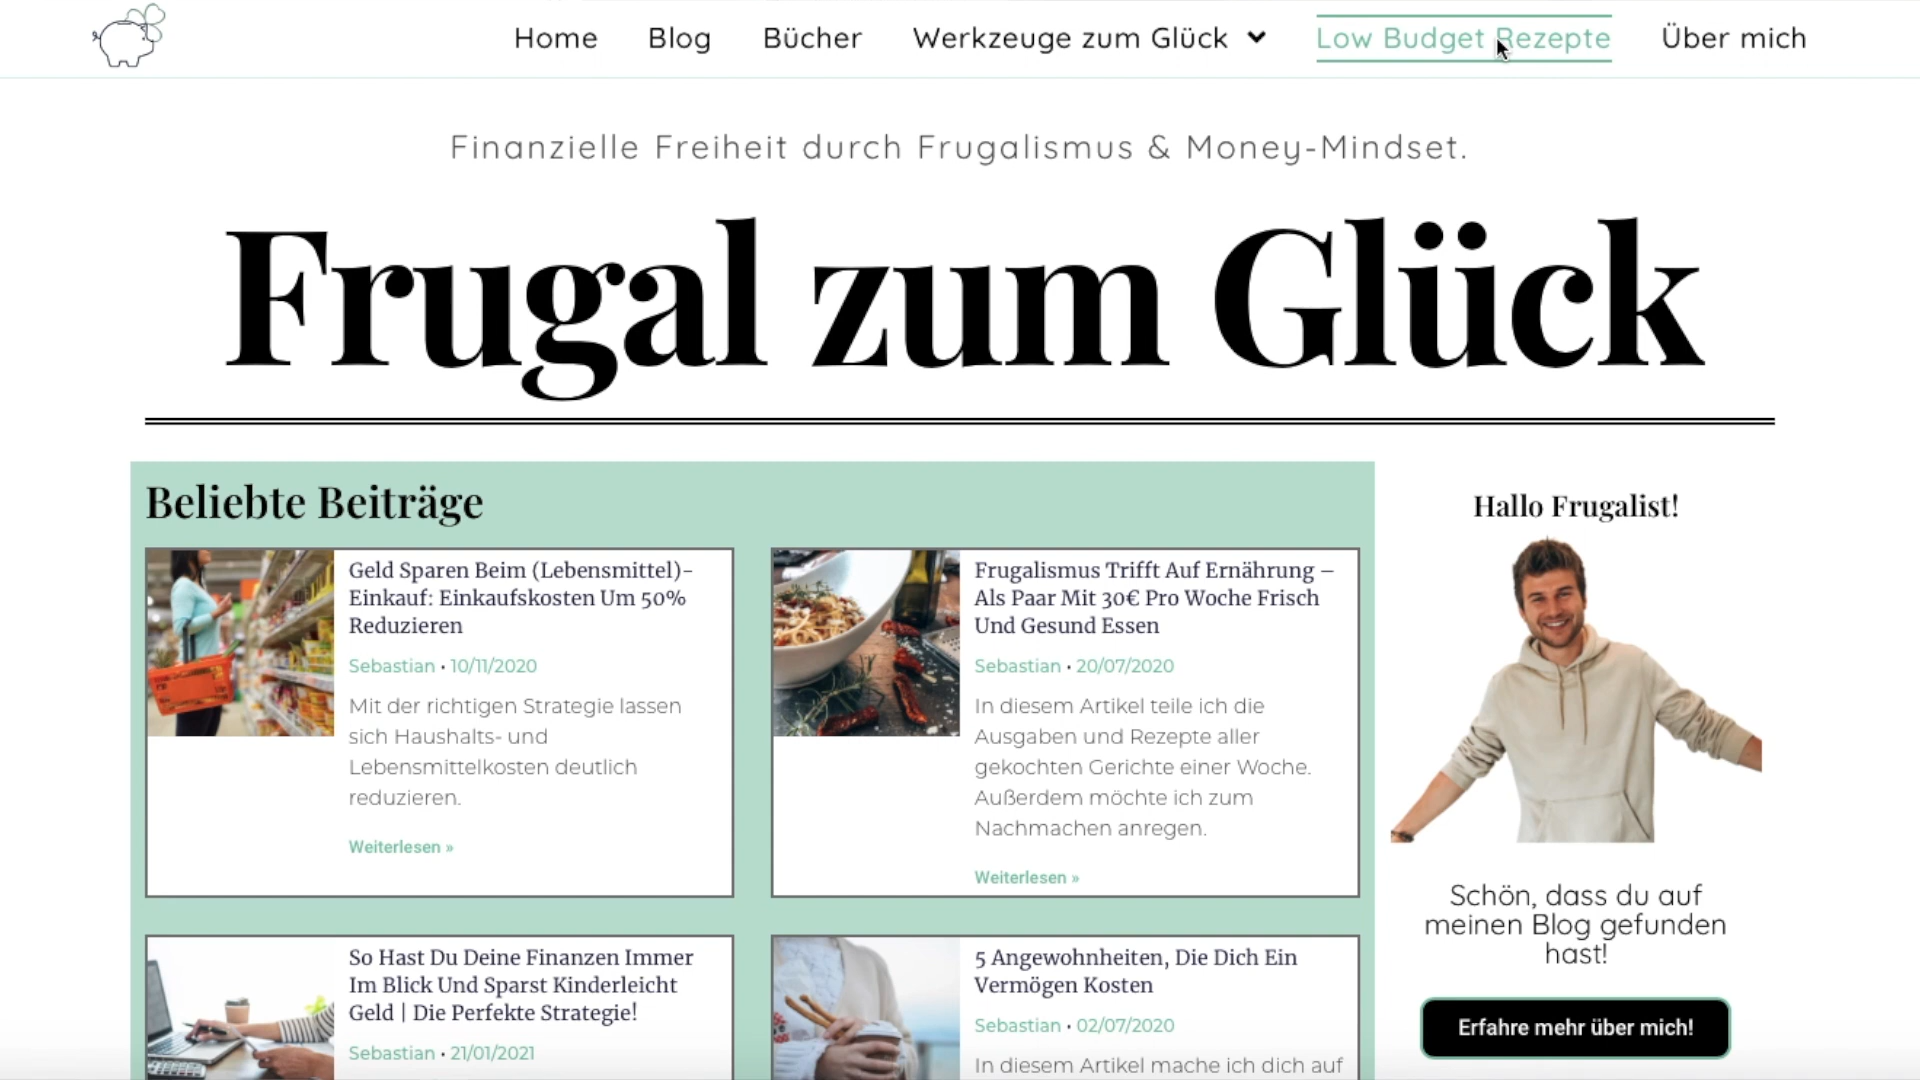 Home
Blog
Bücher
Werkzeuge zum Glück
Low Budget Rezepte
Über mich
Finanzielle Freiheit durch Frugalismus & Money-Mindset.
Frugal zum Glück
Beliebte Beiträge
Geld Sparen Beim (Lebensmittel)-
Einkauf: Einkaufskosten Um 50%
Reduzieren
Sebastian • 10/11/2020
Mit der richtigen Strategie lassen
sich Haushalts- und
Lebensmittelkosten deutlich
reduzieren.
Weiterlesen »
Frugalismus Trifft Auf Ernährung –
Als Paar Mit 30€ Pro Woche Frisch
Und Gesund Essen
Sebastian • 20/07/2020
In diesem Artikel teile ich die
Ausgaben und Rezepte aller
gekochten Gerichte einer Woche.
Außerdem möchte ich zum
Nachmachen anregen.
Weiterlesen »
So Hast Du Deine Finanzen Immer
Im Blick Und Sparst Kinderleicht
Geld | Die Perfekte Strategie!
Sebastian • 21/01/2021
5 Angewohnheiten, Die Dich Ein
Vermögen Kosten
Sebastian • 02/07/2020
In diesem Artikel mache ich dich auf
Hallo Frugalist!
Schön, dass du auf
meinen Blog gefunden
hast!
Erfahre mehr über mich!